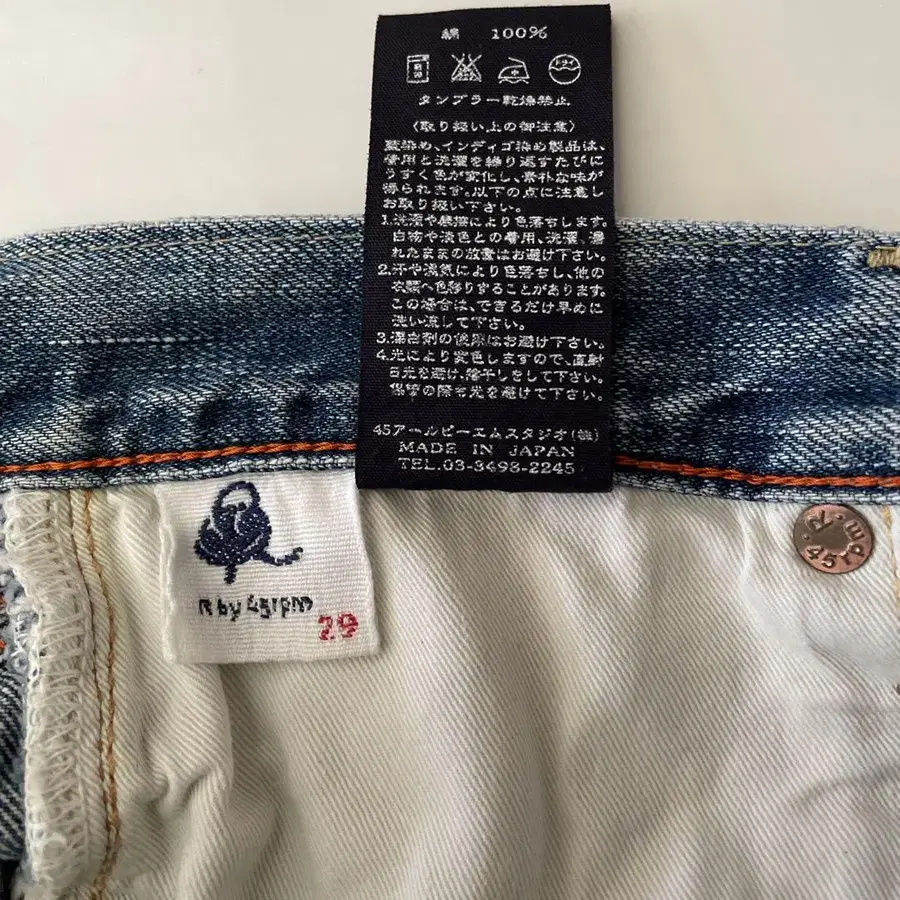 綿 100%
ドライ
タンブラー乾燥禁止
〈取り扱い上の御注意〉
藍染め、インディゴ染め製品は、
着用と洗濯を繰り返すたびに
うすく色が変化し、素朴な味が
得られます。以下の点に注意し
お取り扱い下さい。
1.洗濯や摩擦により色落ちします。
白物や淡色との着用、洗濯、濡
れたままの放置はお避け下さい。
2.汗や湿気により色落ちし、他の
衣類へ色移りすることがあります。
この場合は、できるだけ早めに
洗い流して下さい。
3.漂白剤の使用はお避け下さい。
4.光により変色しますので、直射
日光を避け、陰干しをして下さい。
保管の際も光を避けて下さい。
45アールピーエムスタジオ(株)
MADE IN JAPAN
TEL.03-3498-2245
R by 45rpm
29
R
45rpm